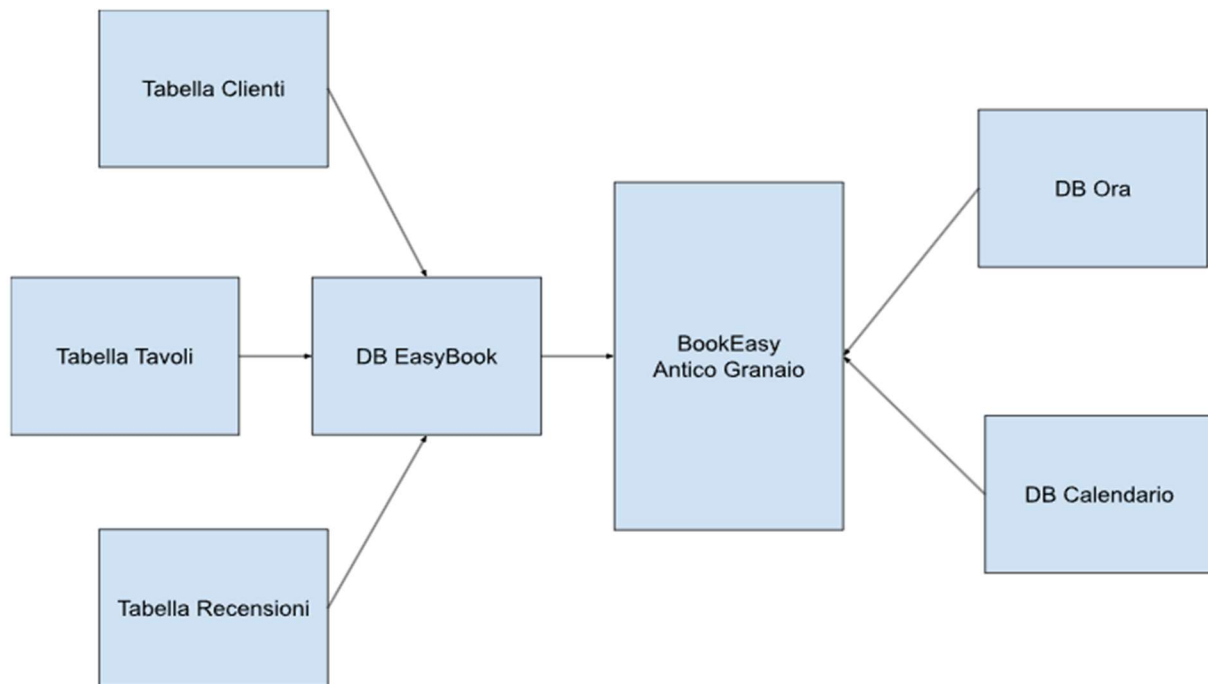 Tabella Clienti
DB Ora
Tabella Tavoli
DB EasyBook
BookEasy
Antico Granaio
DB Calendario
Tabella Recensioni